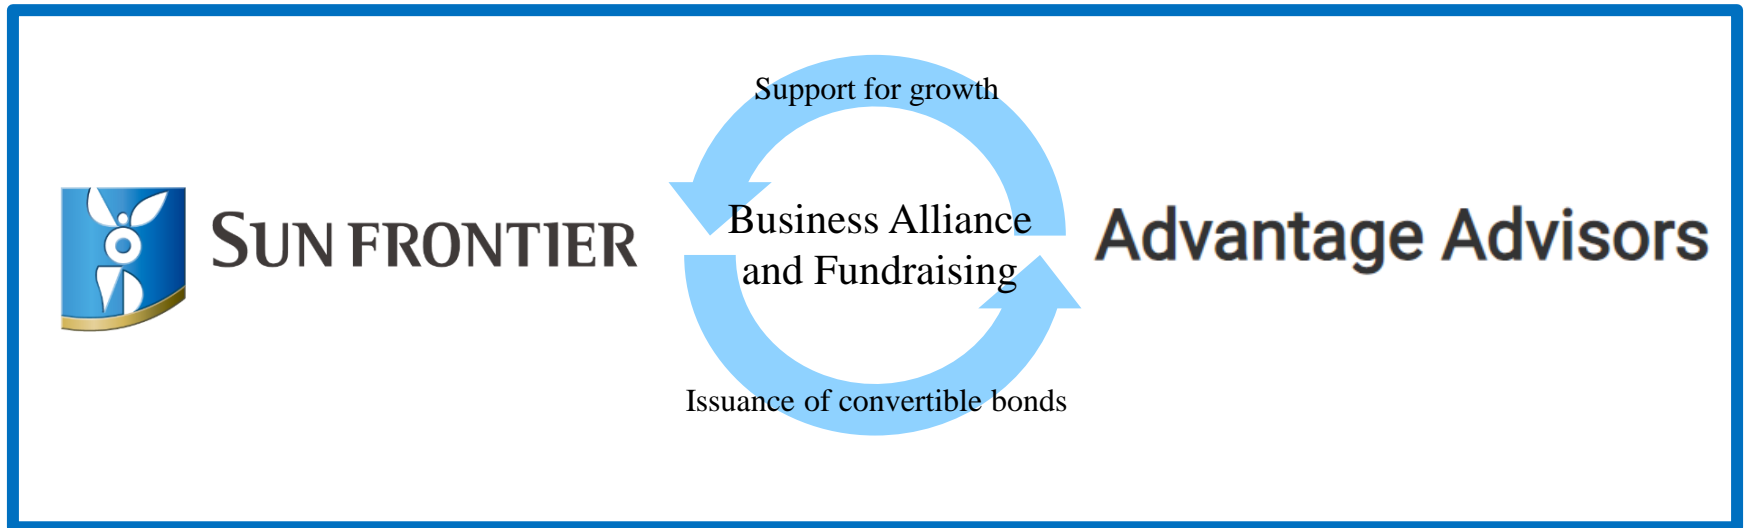 Support for growth
SUN FRONTIER
Business Alliance
and Fundraising
Advantage Advisors
Issuance of convertible bonds